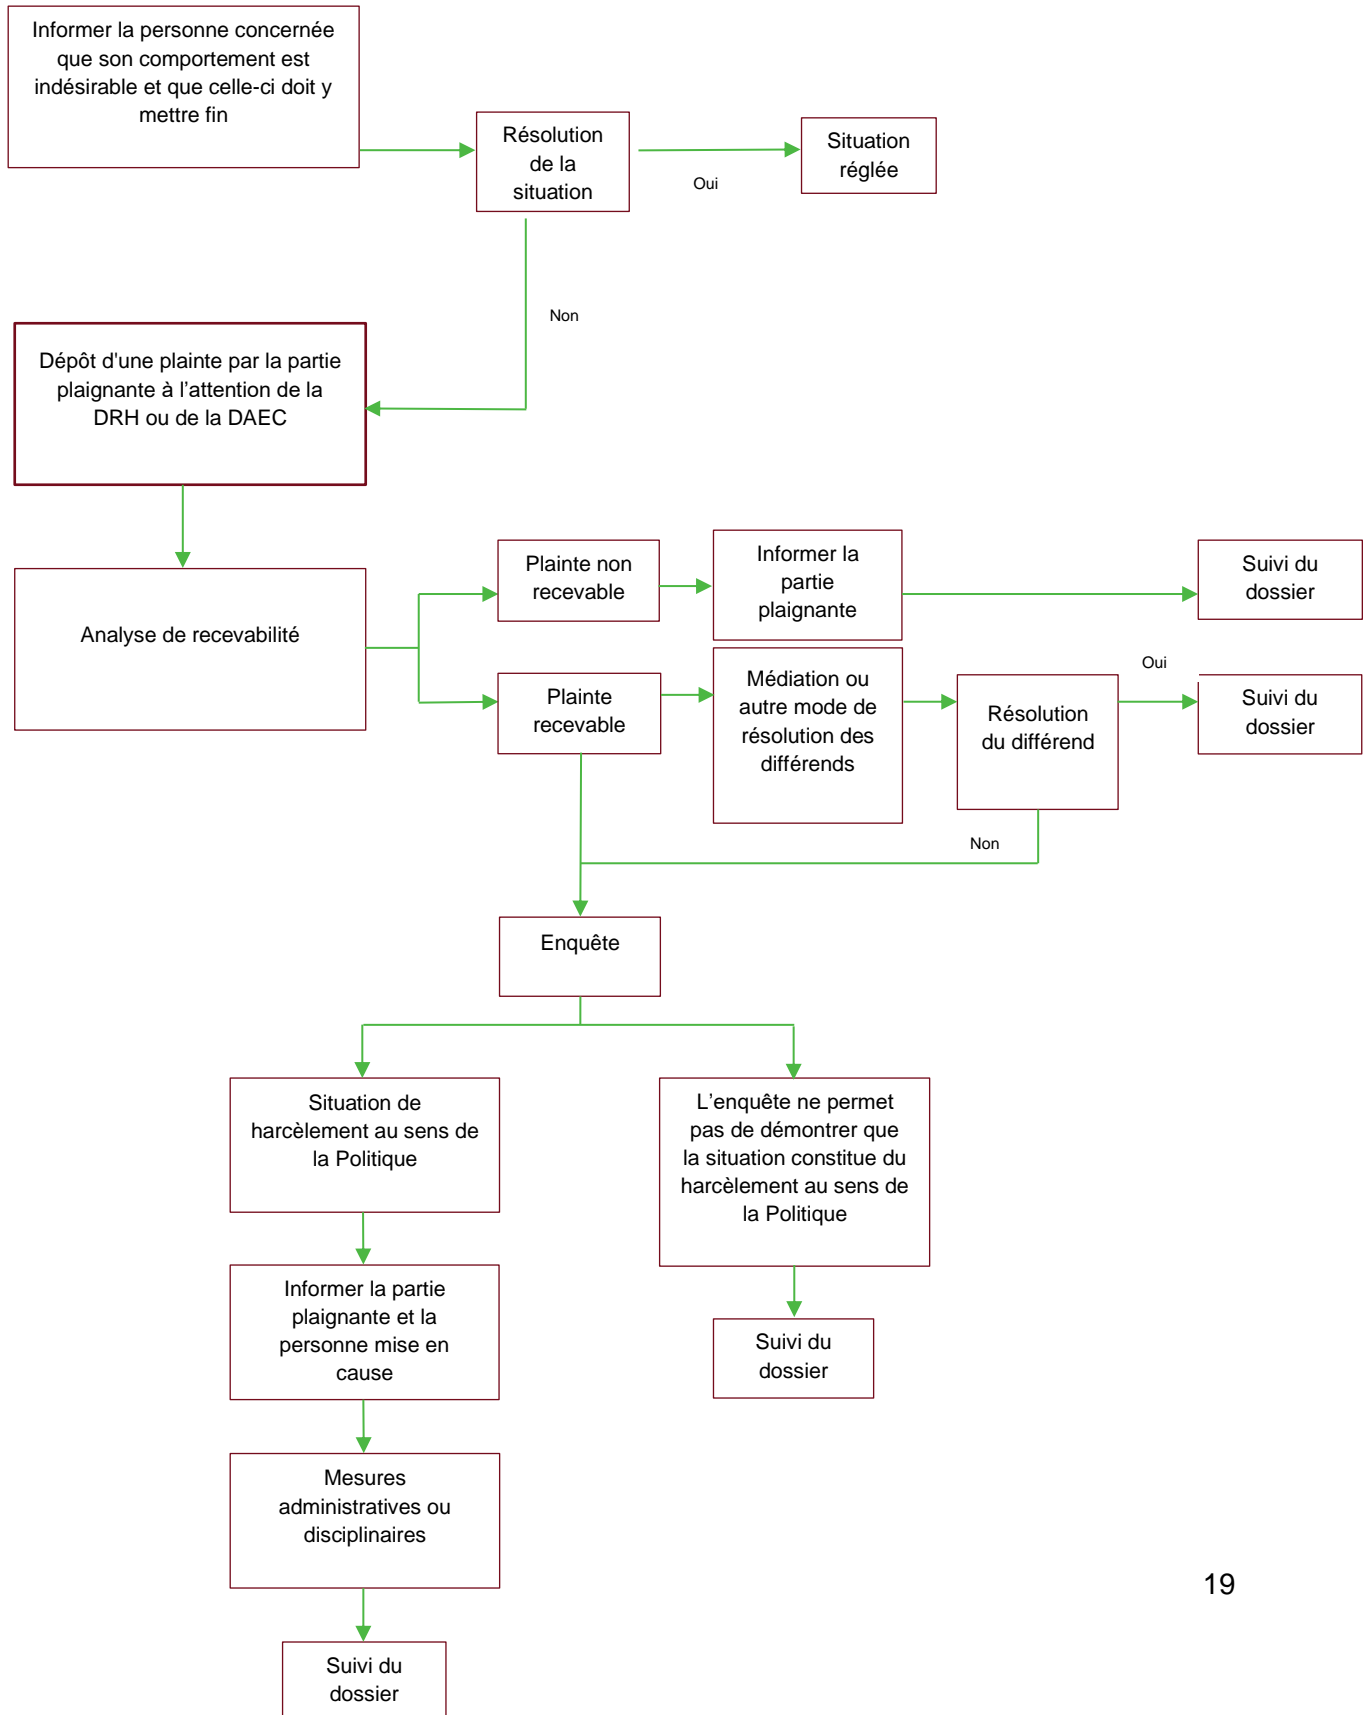 Informer la personne concernée
que son comportement est
indésirable et que celle-ci doit y
mettre fin
Résolution
de la
situation
Oui
Situation
réglée
Non
Dépôt d'une plainte par la partie
plaignante à l’attention de la
DRH ou de la DAEC
Analyse de recevabilité
Plainte non
recevable
Informer la
partie
plaignante
Suivi du
dossier
Plainte
recevable
Médiation ou
autre mode de
résolution des
différends
Résolution
du différend
Oui
Suivi du
dossier
Non
Enquête
Situation de
harcèlement au sens de
la Politique
L’enquête ne permet
pas de démontrer que
la situation constitue du
harcèlement au sens de
la Politique
Informer la partie
plaignante et la
personne mise en
cause
Suivi du
dossier
Mesures
administratives ou
disciplinaires
Suivi du
dossier
19